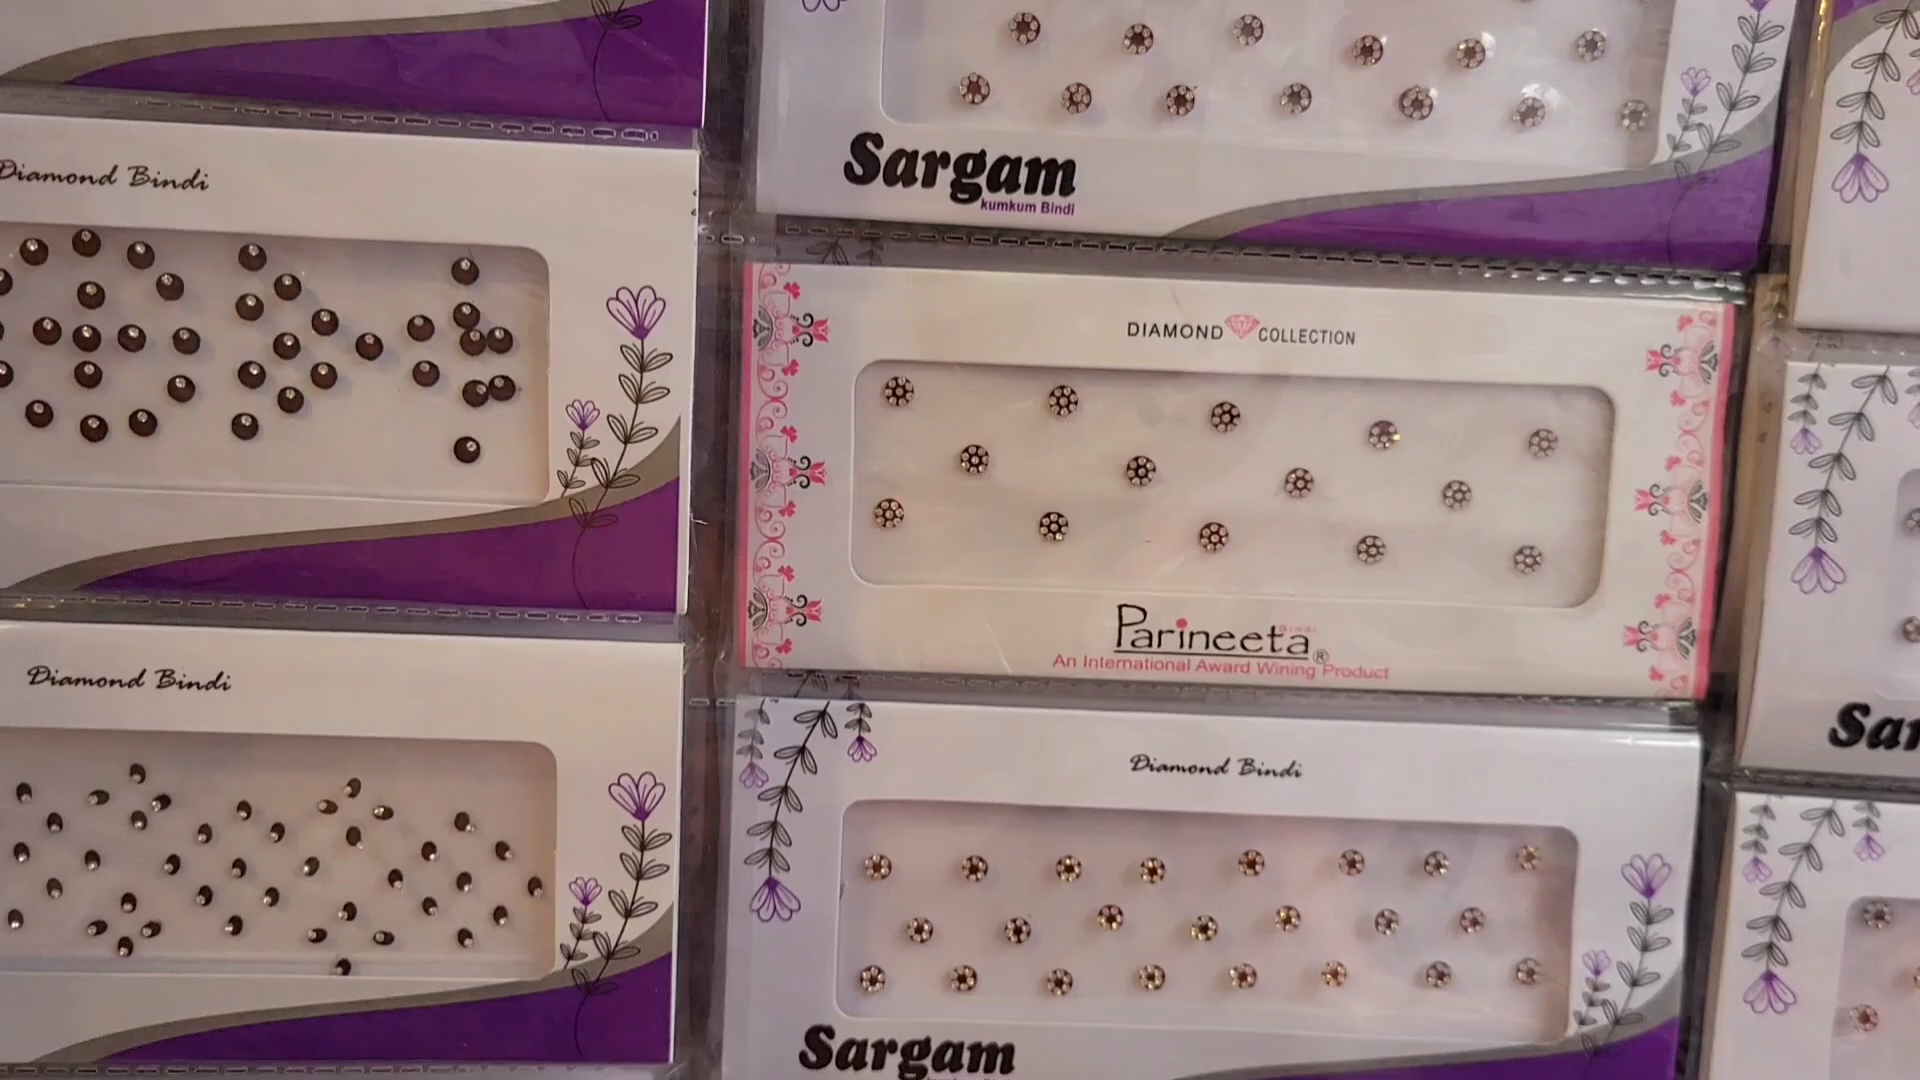 Diamond Bindi
Diamond Bindi
Sargam
kumkum Bindi
DIAMOND COLLECTION
Parineeta®
Bindi
An International Award Wining Product
Diamond Bindi
Sargam
Sar